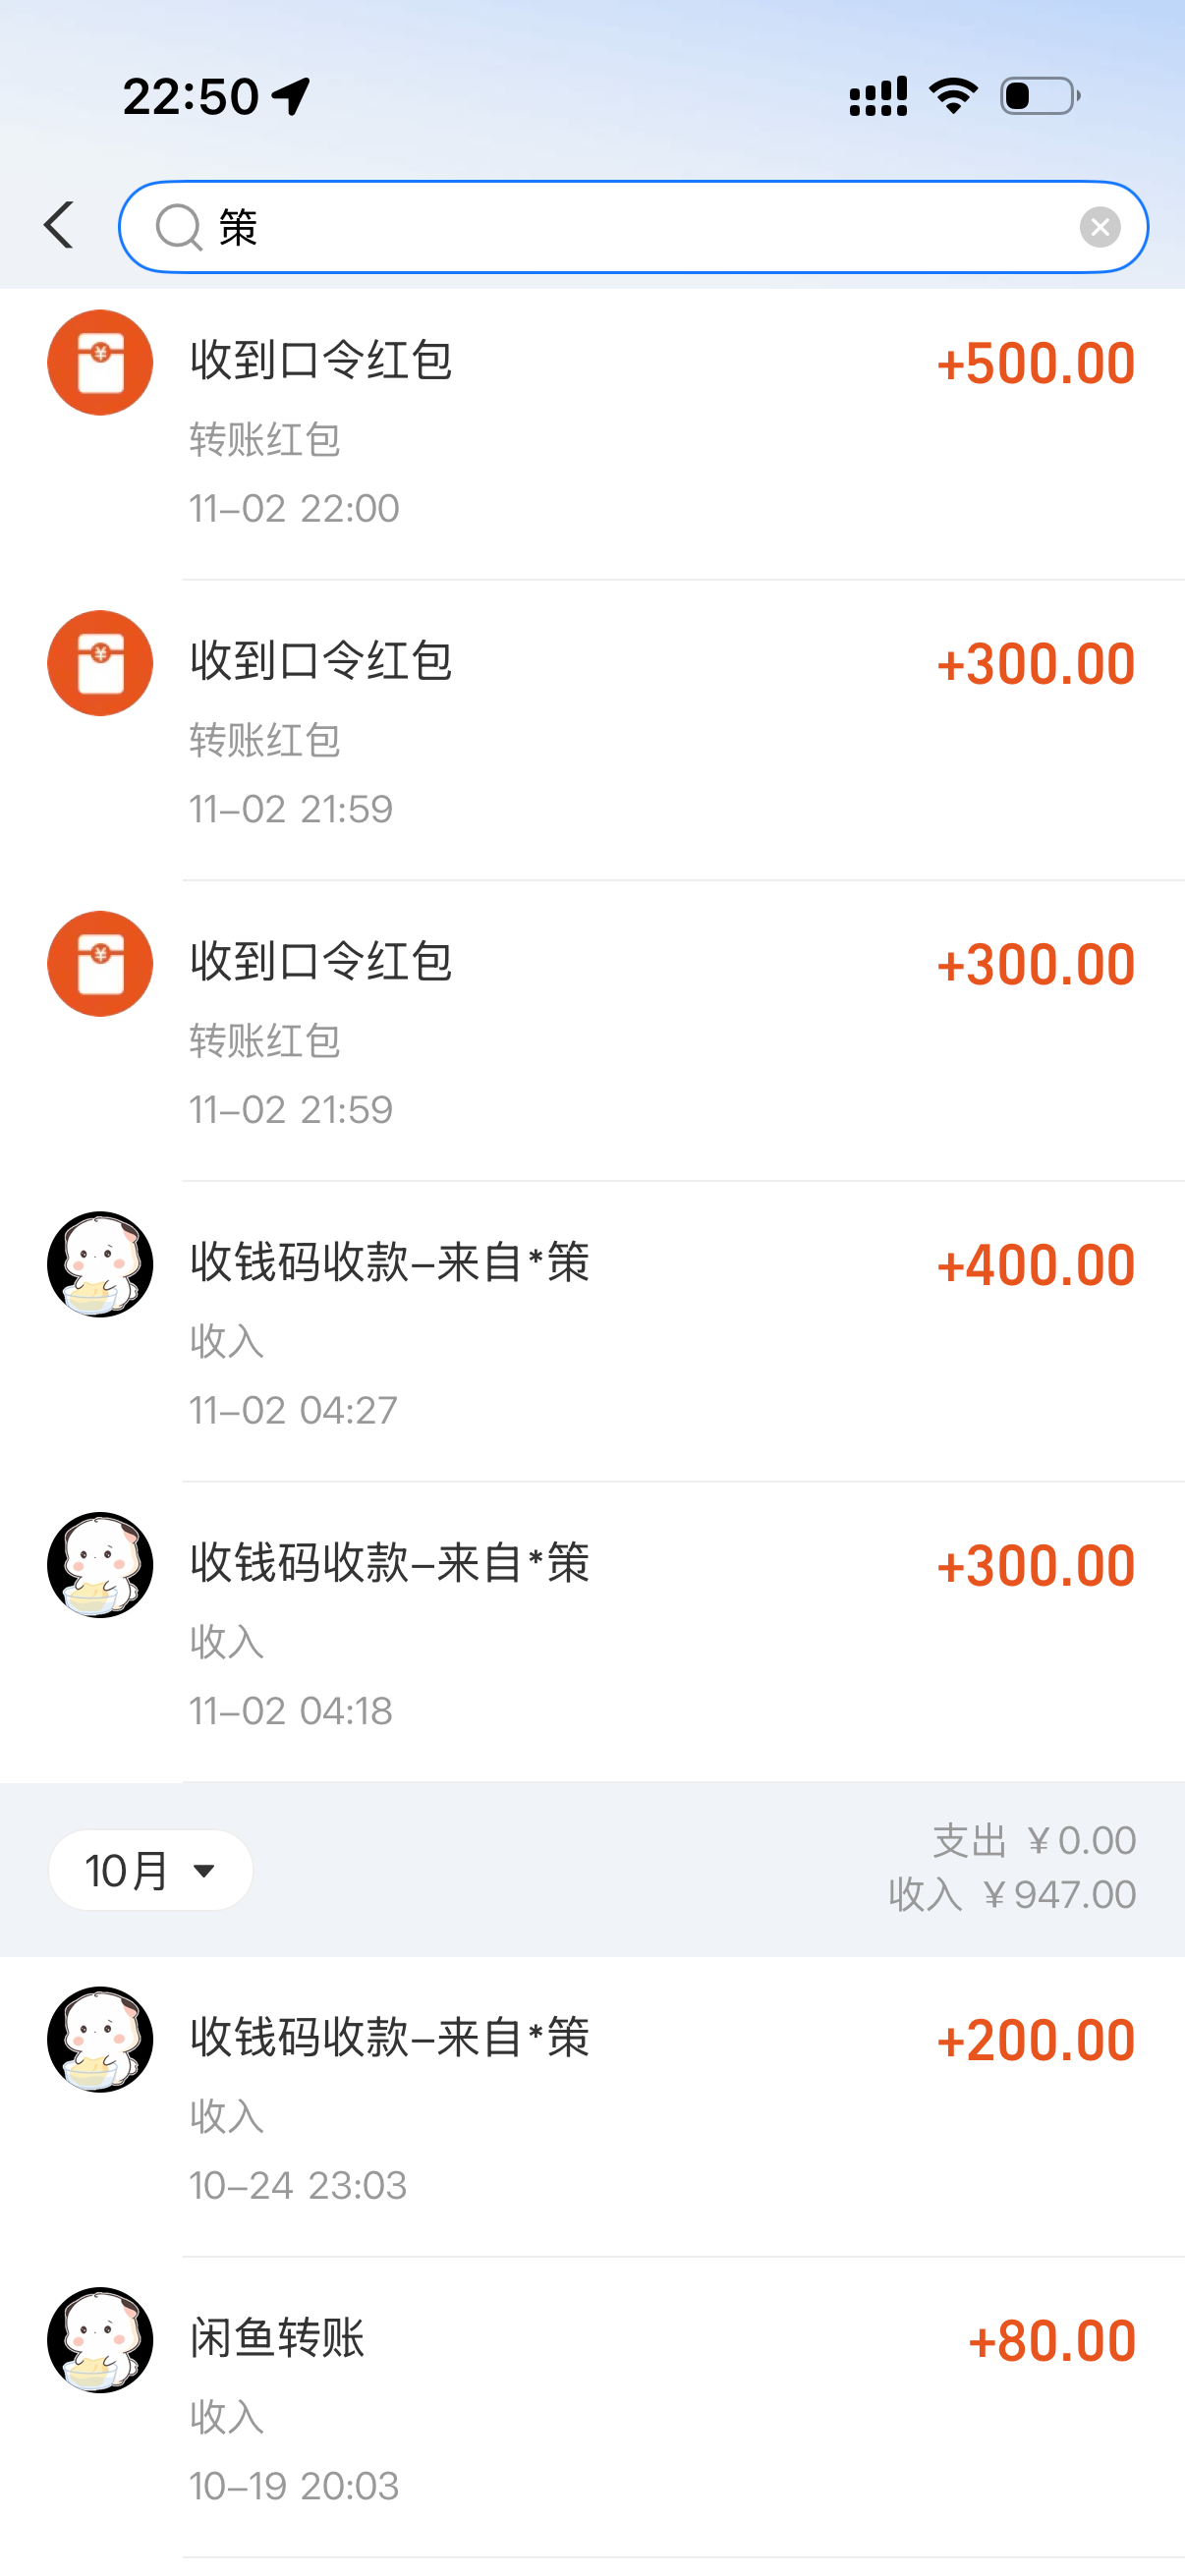 22:50
策
收到口令红包
+500.00
转账红包
11-02 22:00
收到口令红包
+300.00
转账红包
11-02 21:59
收到口令红包
+300.00
转账红包
11-02 21:59
收钱码收款-来自*策
+400.00
收入
11-02 04:27
收钱码收款-来自*策
+300.00
收入
11-02 04:18
10月
支出 ¥0.00
收入 ¥947.00
收钱码收款-来自*策
+200.00
收入
10-24 23:03
闲鱼转账
+80.00
收入
10-19 20:03